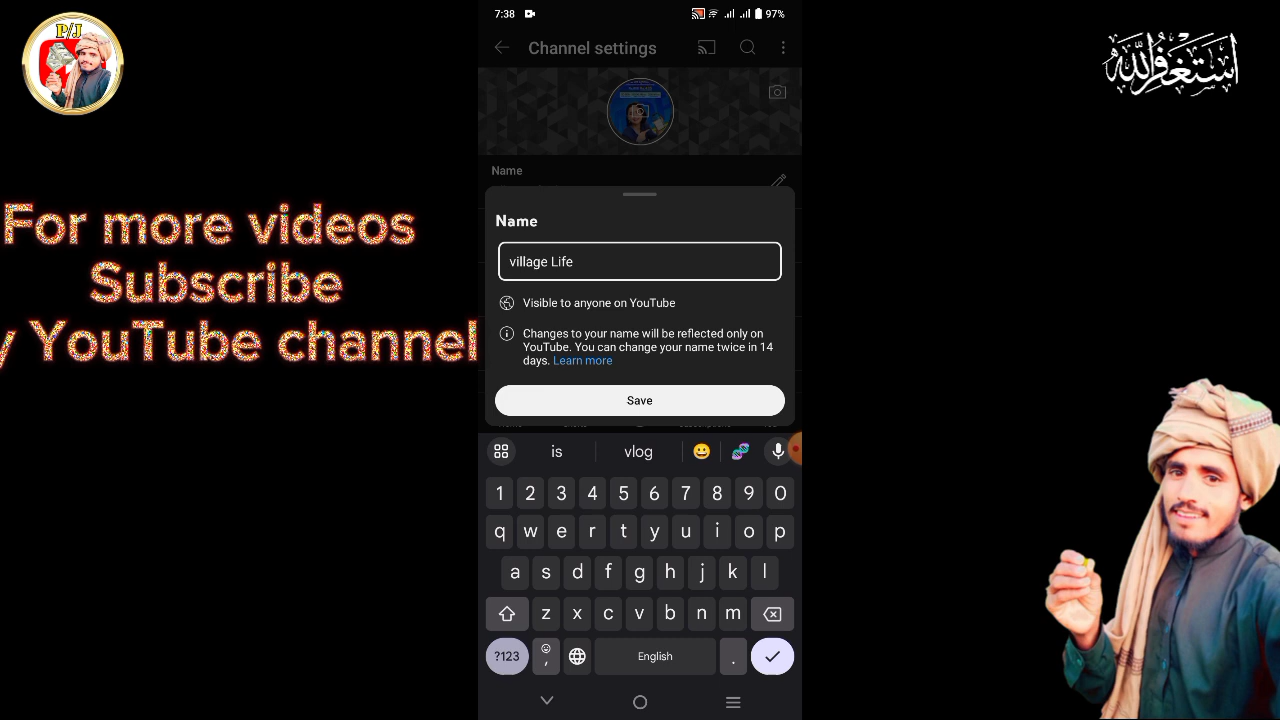 P/J
7:38
97%
Channel settings
أستغفر الله
Name
For more videos
Subscribe
YouTube channel
Name
village Life
Visible to anyone on YouTube
Changes to your name will be reflected only on
YouTube. You can change your name twice in 14
days. Learn more
Save
is vlog
1 2 3 4 5 6 7 8 9 0
q w e r t y u i o p
a s d f g h j k l
z x c v b n m
?123 , English .